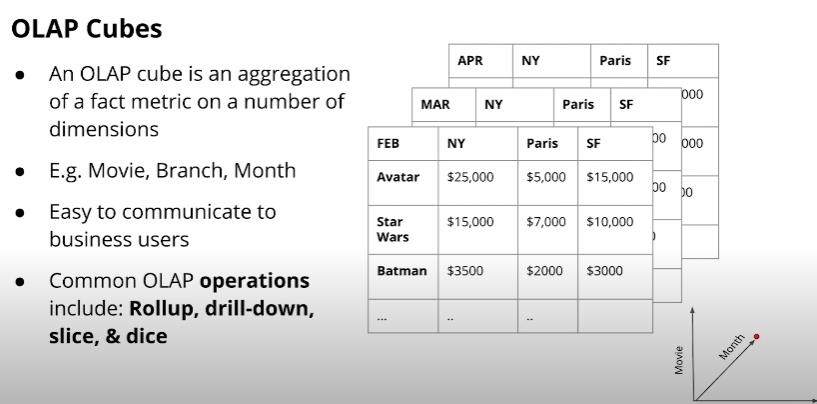 OLAP Cubes
● An OLAP cube is an aggregation
of a fact metric on a number of
dimensions
● E.g. Movie, Branch, Month
● Easy to communicate to
business users
● Common OLAP operations
include: Rollup, drill-down,
slice, & dice
APR NY Paris SF
000
MAR NY Paris SF
00 000
FEB NY Paris SF
Avatar $25,000 $5,000 $15,000
00 00
Star
Wars $15,000 $7,000 $10,000
Batman $3500 $2000 $3000
... .. ..
Movie
Month